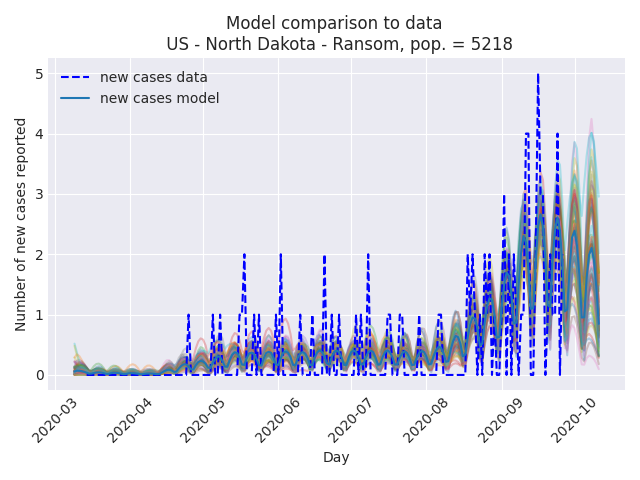 Model comparison to data
US - North Dakota - Ransom, pop. = 5218
new cases data
new cases model
Number of new cases reported
5
4
3
2
1
0
2020-03
2020-04
2020-05
2020-06
2020-07
2020-08
2020-09
2020-10
Day